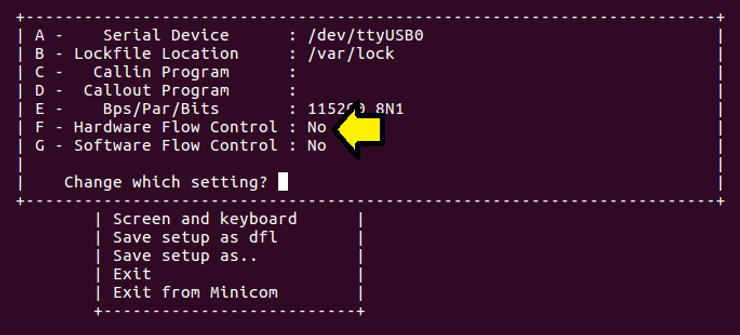 A -    Serial Device      : /dev/ttyUSB0
B - Lockfile Location     : /var/lock
C -   Callin Program      :
D -  Callout Program      :
E -    Bps/Par/Bits       : 115200 8N1
F - Hardware Flow Control : No
G - Software Flow Control : No
Change which setting?
Screen and keyboard
Save setup as dfl
Save setup as..
Exit
Exit from Minicom